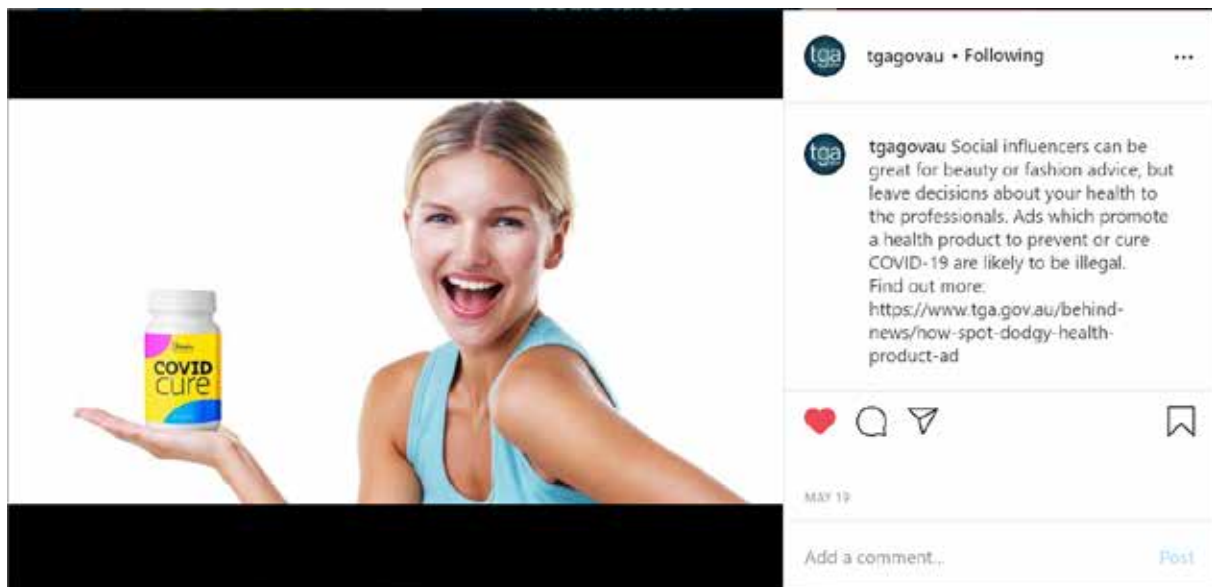 COVID
cure
tga
tgagovau • Following
tga
tgagovau Social influencers can be
great for beauty or fashion advice, but
leave decisions about your health to
the professionals. Ads which promote
a health product to prevent or cure
COVID-19 are likely to be illegal.
Find out more:
https://www.tga.gov.au/behind-
news/how-spot-dodgy-health-
product-ad
MAY 19
Add a comment...
Post